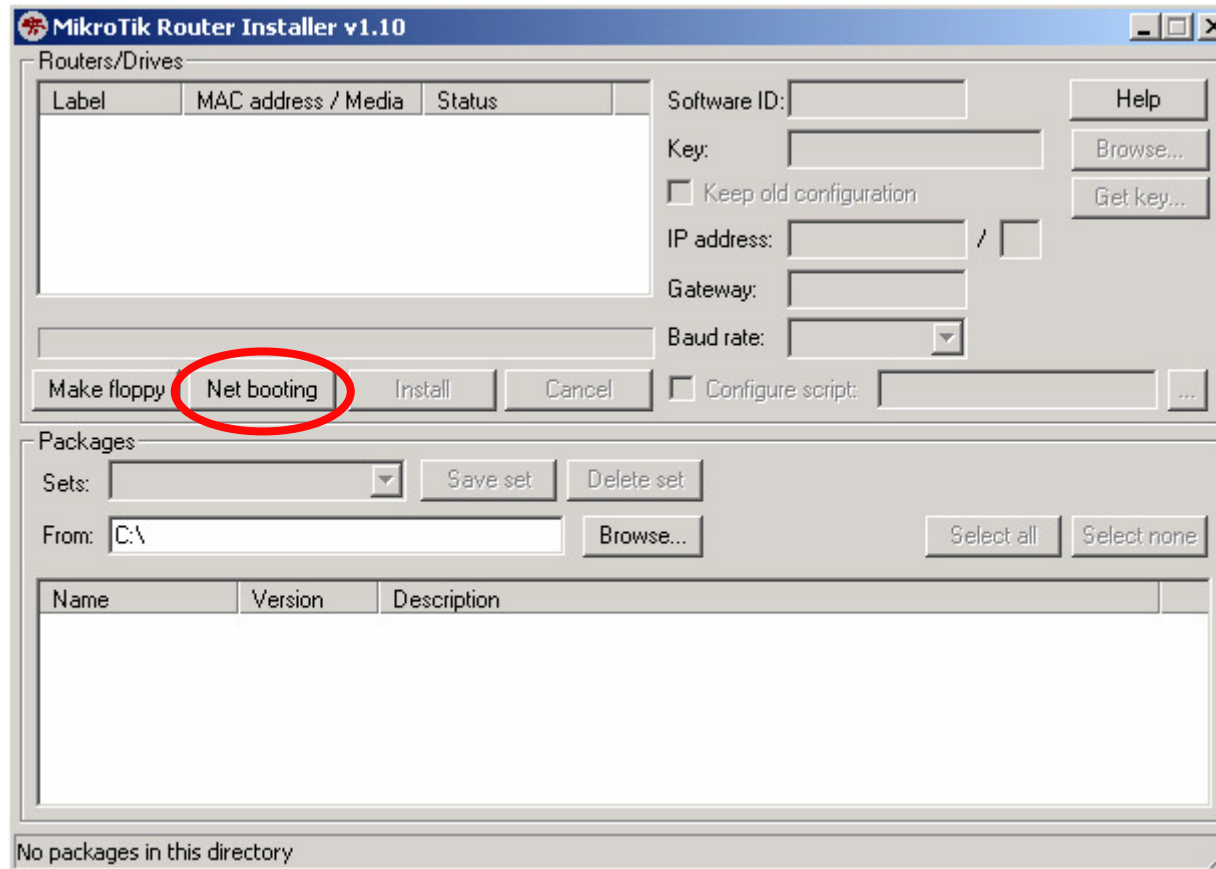 MikroTik Router Installer v1.10
Routers/Drives
Label MAC address / Media Status
Software ID:
Help
Key:
Browse...
Keep old configuration
Get key...
IP address: /
Gateway:
Baud rate:
Make floppy Net booting Install Cancel
Configure script: ...
Packages
Sets: Save set Delete set
From: C:\ Browse... Select all Select none
Name Version Description
No packages in this directory